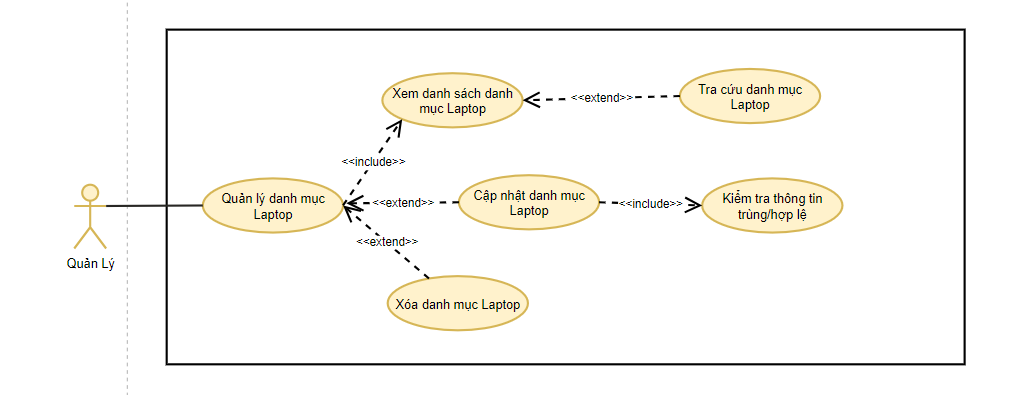 Xem danh sách danh
mục Laptop
<<extend>>
Tra cứu danh mục
Laptop
<<include>>
Quản lý danh mục
Laptop
<<extend>>
Cập nhật danh mục
Laptop
<<include>>
Kiểm tra thông tin
trùng/hợp lệ
Quản Lý
<<extend>>
Xóa danh mục Laptop